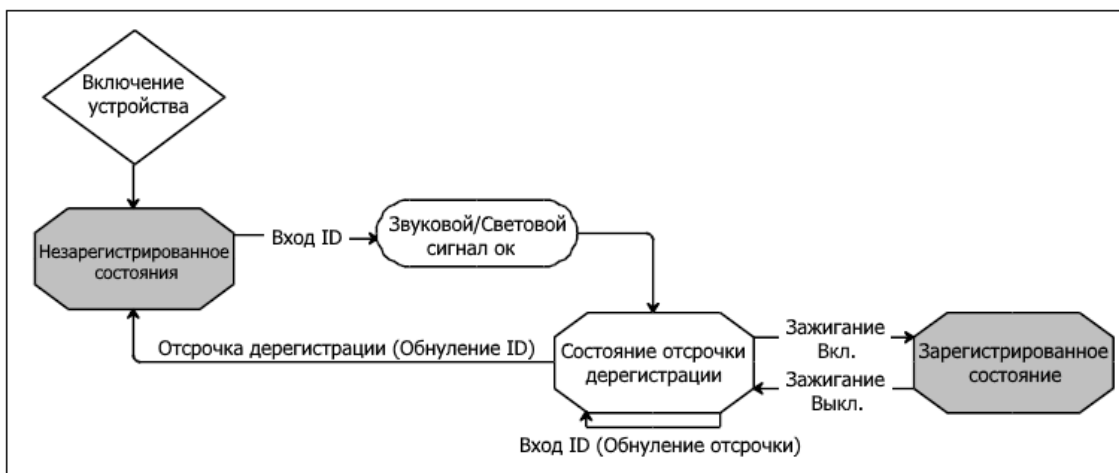 Включение
устройства
Незарегистрированное
состояния
Вход ID
Звуковой/Световой
сигнал ок
Отсрочка дерегистрации (Обнуление ID)
Состояние отсрочки
дерегистрации
Зажигание
Вкл.
Зажигание
Выкл.
Зарегистрированное
состояние
Вход ID (Обнуление отсрочки)